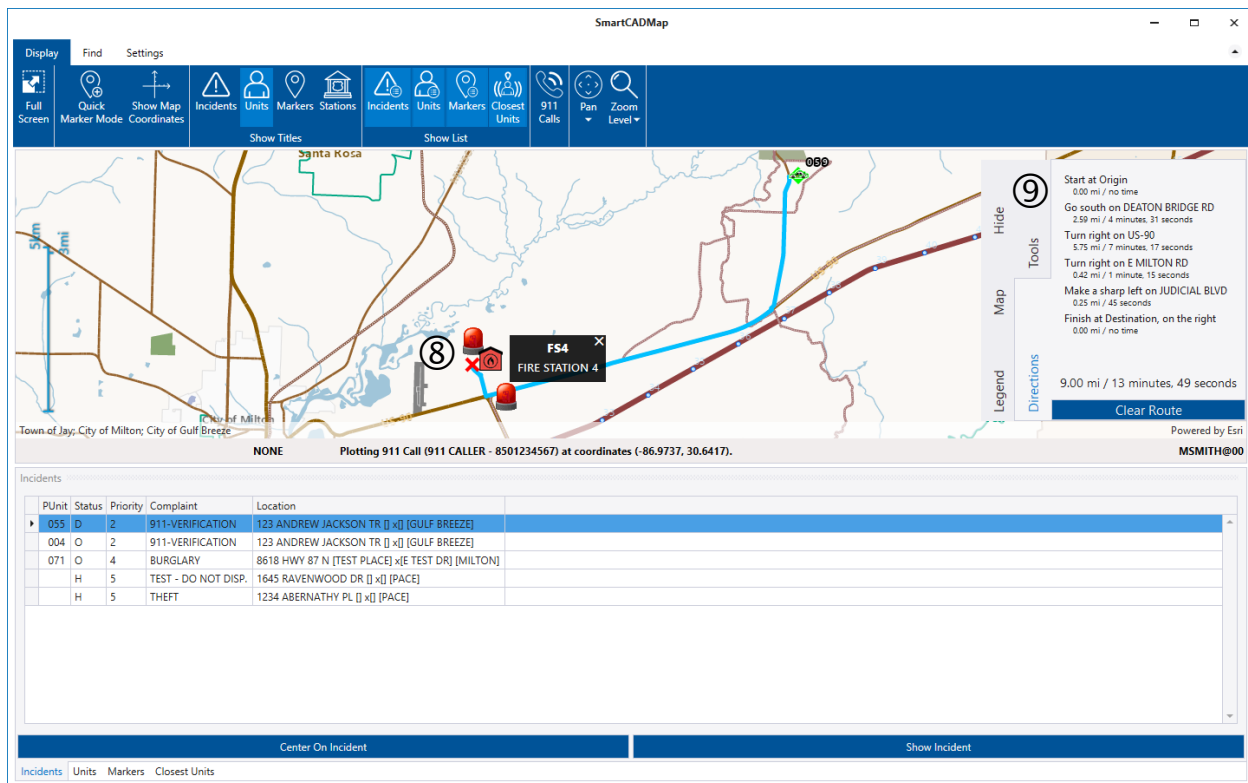 SmartCADMap
Display Find Settings
Full Screen
Quick Marker Mode
Show Map Coordinates
Incidents Units Markers Stations
Show Titles
Incidents Units Markers Closest Units
Show List
911 Calls
Pan
Zoom Level
Santa Rosa
059
5km
3mi
8
FS4
FIRE STATION 4
City of Milton
US-90
Town of Jay; City of Milton; City of Gulf Breeze
Powered by Esri
Hide
Map
Legend
Tools
Directions
9
Start at Origin
0.00 mi / no time
Go south on DEATON BRIDGE RD
2.59 mi / 4 minutes, 31 seconds
Turn right on US-90
5.75 mi / 7 minutes, 17 seconds
Turn right on E MILTON RD
0.42 mi / 1 minute, 15 seconds
Make a sharp left on JUDICIAL BLVD
0.25 mi / 45 seconds
Finish at Destination, on the right
0.00 mi / no time
9.00 mi / 13 minutes, 49 seconds
Clear Route
NONE Plotting 911 Call (911 CALLER - 8501234567) at coordinates (-86.9737, 30.6417). MSMITH@00
Incidents
PUnit Status Priority Complaint Location
055 D 2 911-VERIFICATION 123 ANDREW JACKSON TR [] x[] [GULF BREEZE]
004 O 2 911-VERIFICATION 123 ANDREW JACKSON TR [] x[] [GULF BREEZE]
071 O 4 BURGLARY 8618 HWY 87 N [TEST PLACE] x[E TEST DR] [MILTON]
H 5 TEST - DO NOT DISP. 1645 RAVENWOOD DR [] x[] [PACE]
H 5 THEFT 1234 ABERNATHY PL [] x[] [PACE]
Center On Incident
Show Incident
Incidents Units Markers Closest Units